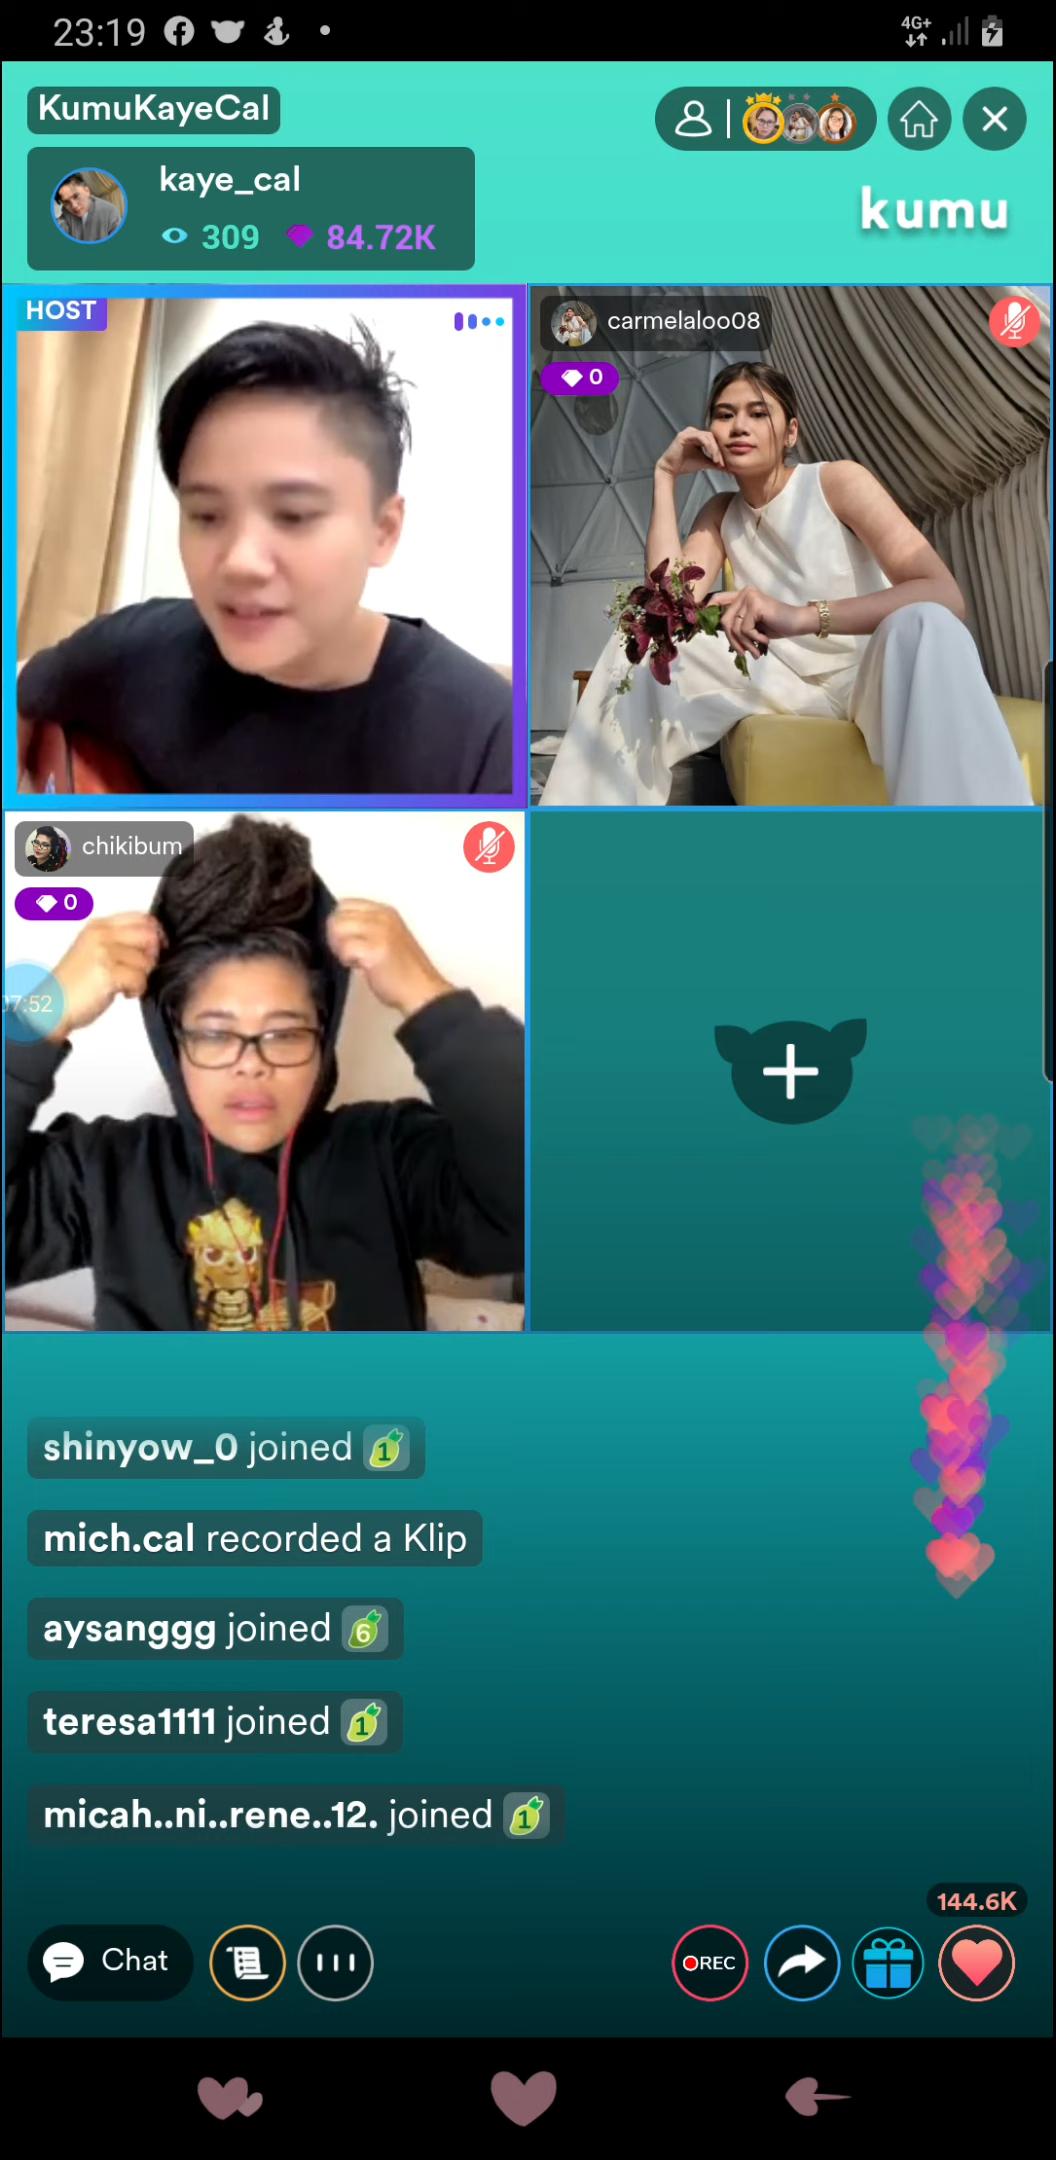 23:19
4G+
KumuKayeCal
kaye_cal
309 84.72K
kumu
HOST
carmelaloo08
0
chikibum
0
07:52
shinyow_0 joined 1
mich.cal recorded a Klip
aysanggg joined 6
teresa1111 joined 1
micah..ni..rene..12. joined 1
144.6K
Chat
REC